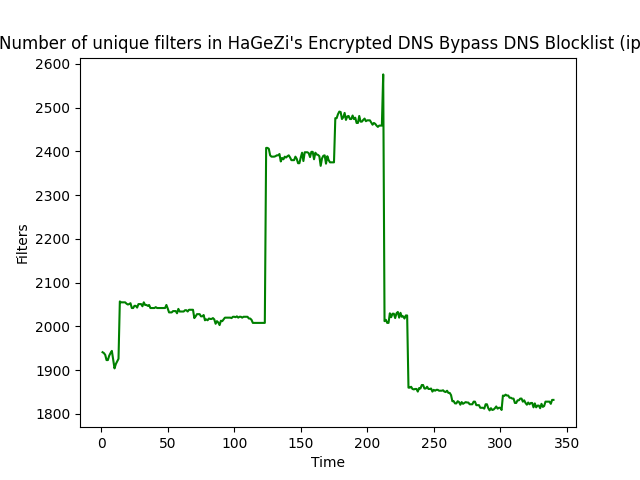 Number of unique filters in HaGeZi's Encrypted DNS Bypass DNS Blocklist (ip
2600
2500
2400
2300
2200
2100
2000
1900
1800
Filters
0 50 100 150 200 250 300 350
Time